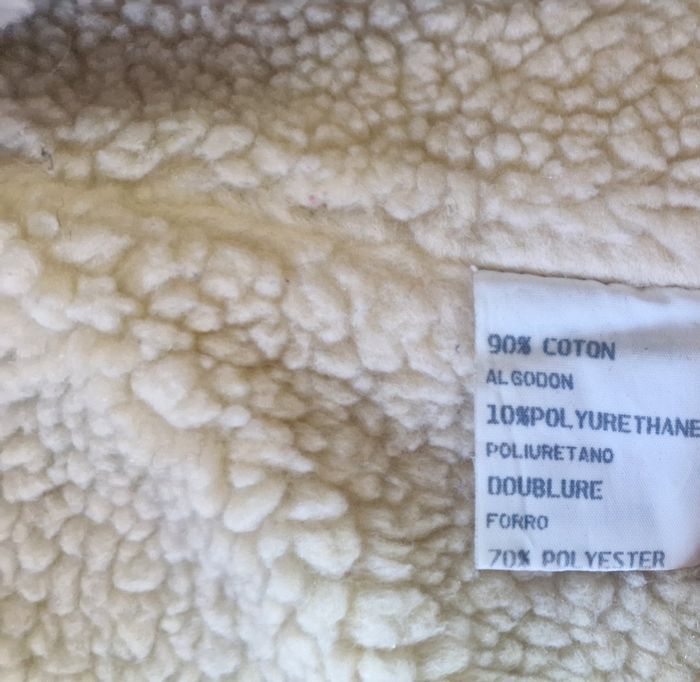 90% COTON
ALGODON
10%POLYURETHANE
POLIURETANO
DOUBLURE
FORRO
70% POLYESTER